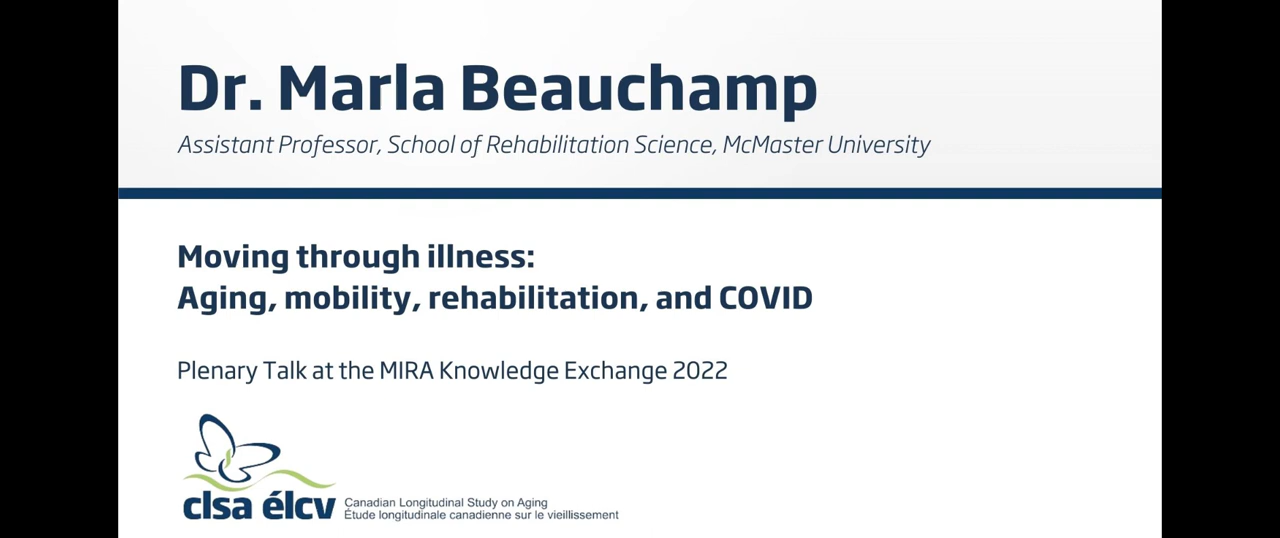 Dr. Marla Beauchamp
Assistant Professor, School of Rehabilitation Science, McMaster University
Moving through illness:
Aging, mobility, rehabilitation, and COVID
Plenary Talk at the MIRA Knowledge Exchange 2022
clsa élcv
Canadian Longitudinal Study on Aging
Étude longitudinale canadienne sur le vieillissement